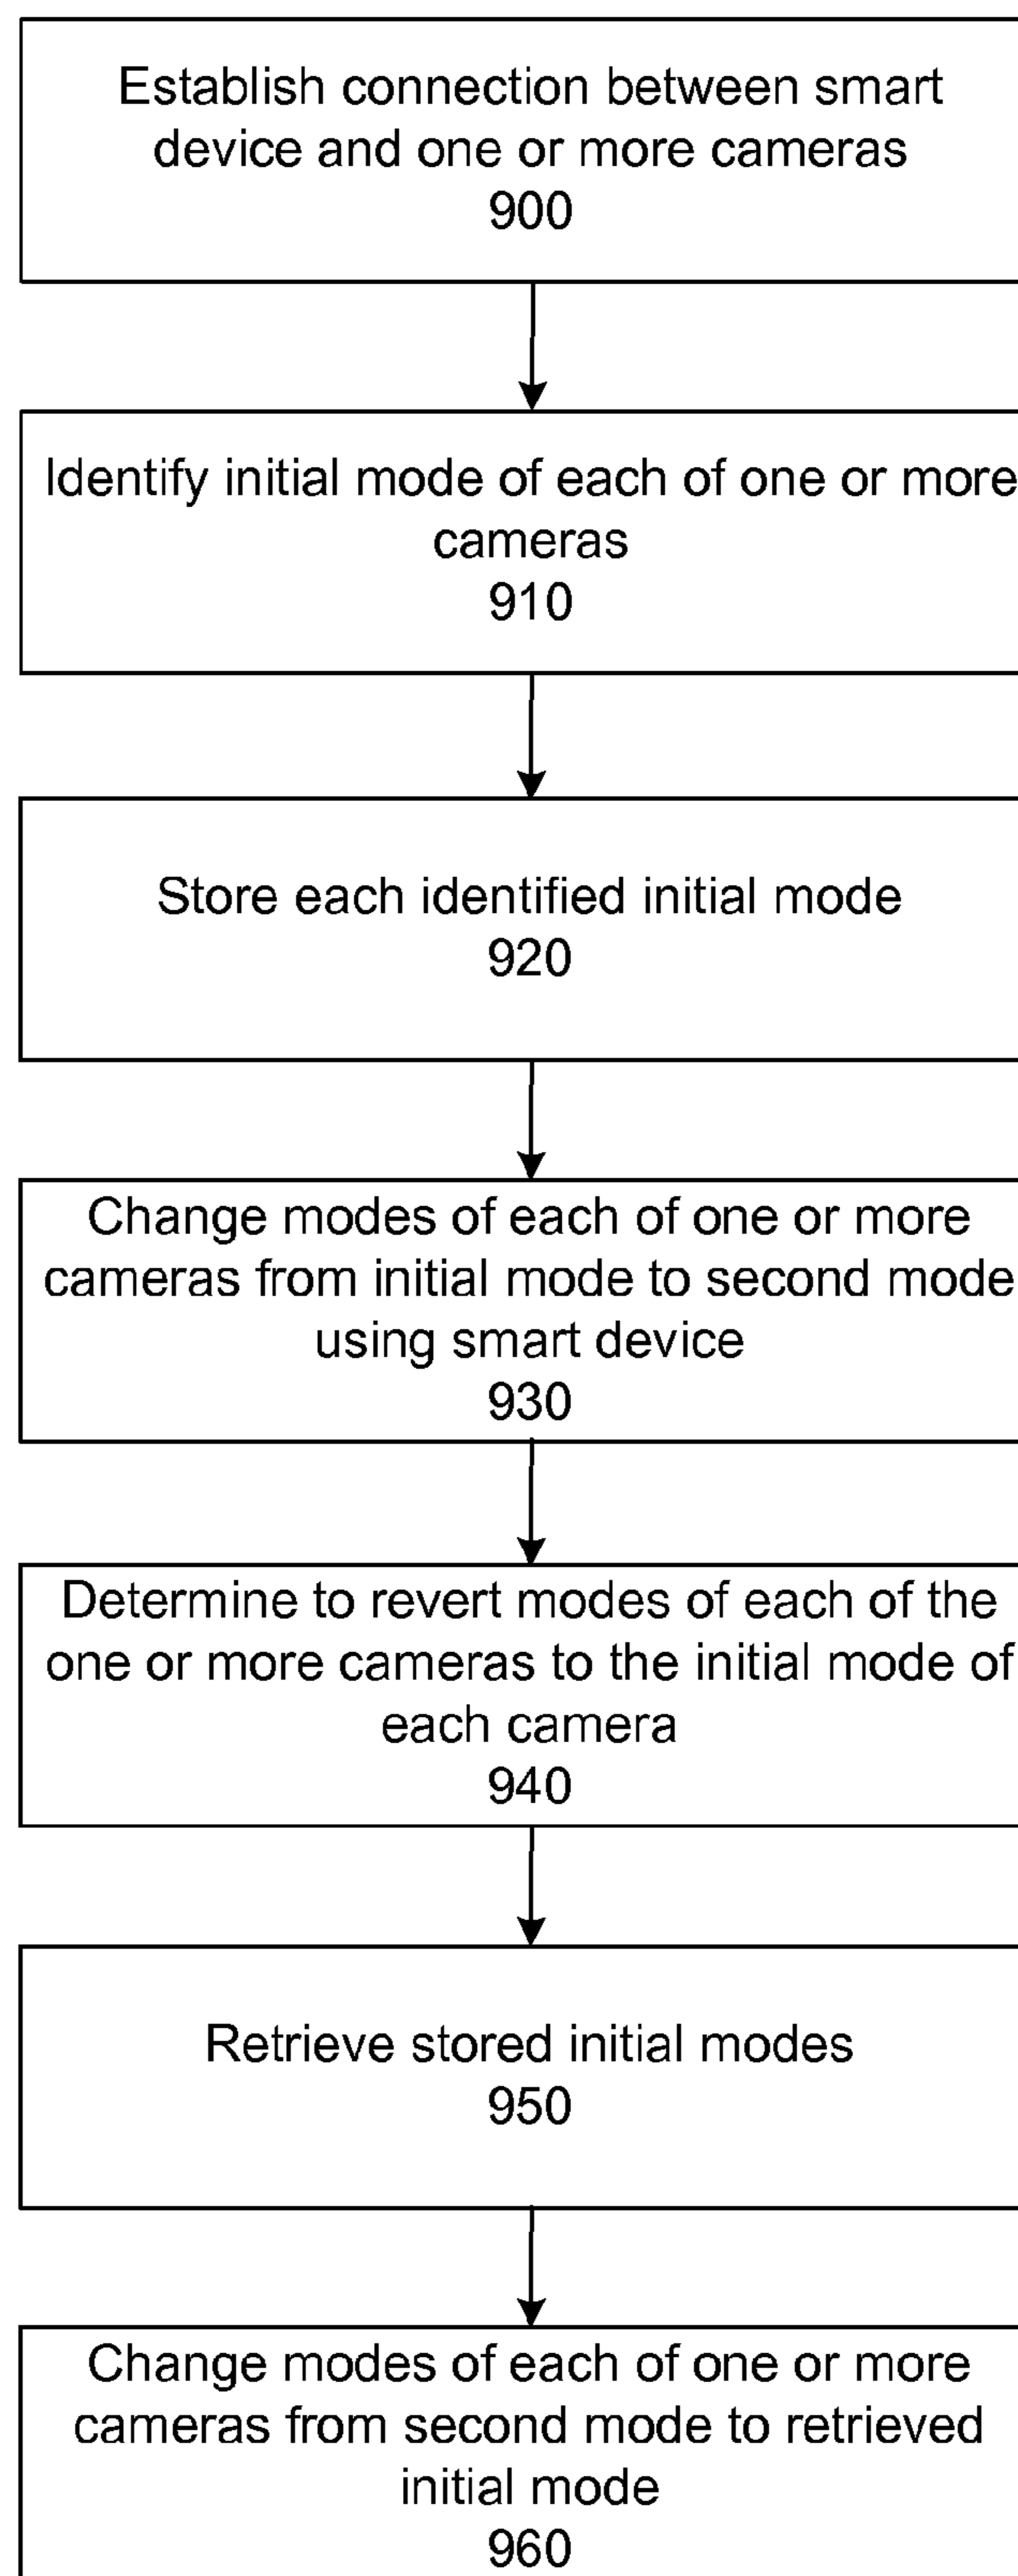 Establish connection between smart
device and one or more cameras
900
Identify initial mode of each of one or more
cameras
910
Store each identified initial mode
920
Change modes of each of one or more
cameras from initial mode to second mode
using smart device
930
Determine to revert modes of each of the
one or more cameras to the initial mode of
each camera
940
Retrieve stored initial modes
950
Change modes of each of one or more
cameras from second mode to retrieved
initial mode
960